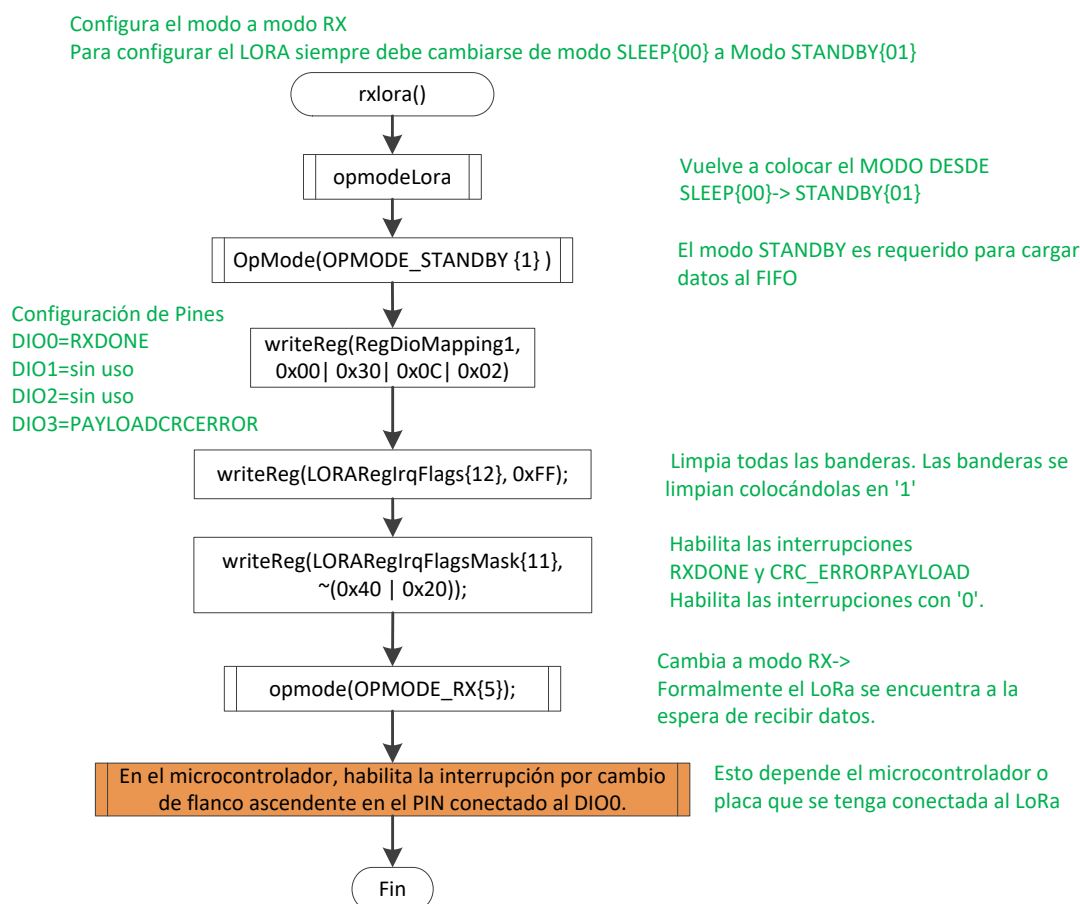 Configura el modo a modo RX
Para configurar el LORA siempre debe cambiarse de modo SLEEP{00} a Modo STANDBY{01}
rxlora()
opmodeLora
Vuelve a colocar el MODO DESDE
SLEEP{00}-> STANDBY{01}
OpMode(OPMODE_STANDBY {1} )
El modo STANDBY es requerido para cargar
datos al FIFO
Configuración de Pines
DIO0=RXDONE
DIO1=sin uso
DIO2=sin uso
DIO3=PAYLOADCRCERROR
writeReg(RegDioMapping1,
0x00| 0x30| 0x0C| 0x02)
writeReg(LORARegIrqFlags{12}, 0xFF);
Limpia todas las banderas. Las banderas se
limpian colocándolas en '1'
writeReg(LORARegIrqFlagsMask{11},
~(0x40 | 0x20));
Habilita las interrupciones
RXDONE y CRC_ERRORPAYLOAD
Habilita las interrupciones con '0'.
opmode(OPMODE_RX{5});
Cambia a modo RX->
Formalmente el LoRa se encuentra a la
espera de recibir datos.
En el microcontrolador, habilita la interrupción por cambio
de flanco ascendente en el PIN conectado al DIO0.
Esto depende el microcontrolador o
placa que se tenga conectada al LoRa
Fin